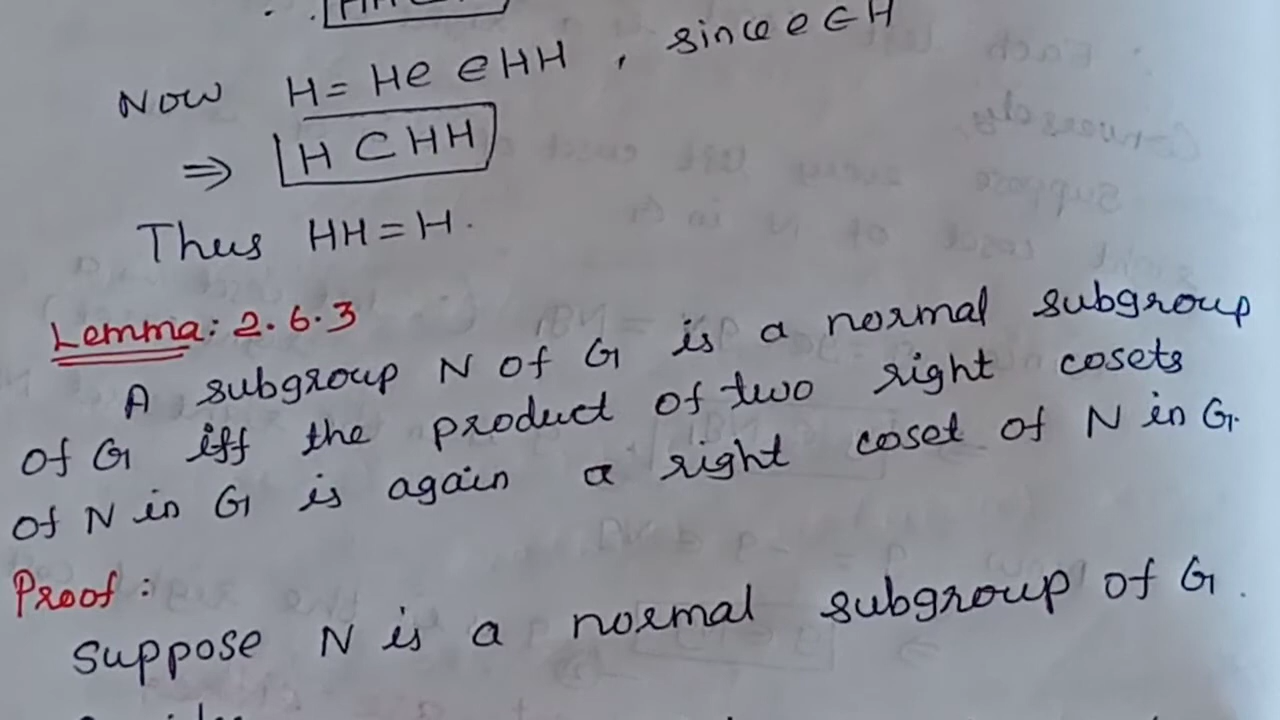 Now H = He ∈ HH , since e ∈ H
⇒ H ⊂ HH
Thus HH = H.
Lemma: 2.6.3
A subgroup N of G is a normal subgroup
of G iff the product of two right cosets
of N in G is again a right coset of N in G.
Proof :
Suppose N is a normal subgroup of G.